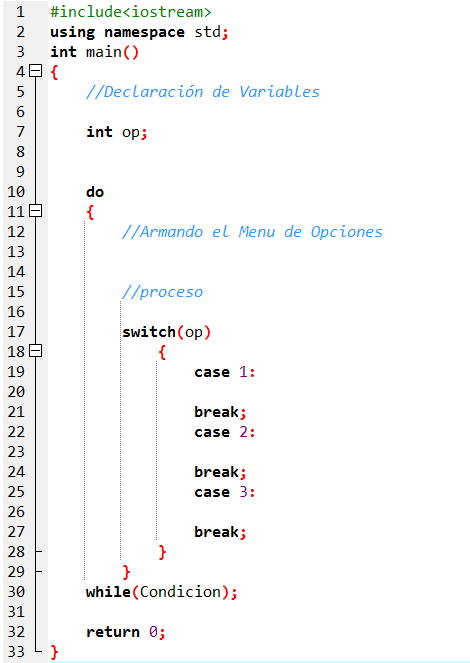 1 #include<iostream>
2 using namespace std;
3 int main()
4 {
5 //Declaración de Variables
6
7 int op;
8
9
10 do
11 {
12 //Armando el Menu de Opciones
13
14
15 //proceso
16
17 switch(op)
18 {
19 case 1:
20
21 break;
22 case 2:
23
24 break;
25 case 3:
26
27 break;
28 }
29 }
30 while(Condicion);
31
32 return 0;
33 }